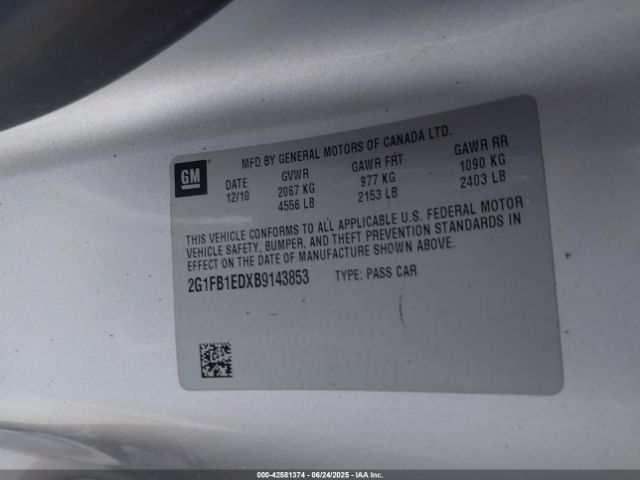 GM
MFD BY GENERAL MOTORS OF CANADA LTD.
DATE GVWR GAWR FRT GAWR RR
12/10 2067 KG 977 KG 1090 KG
4556 LB 2153 LB 2403 LB
THIS VEHICLE CONFORMS TO ALL APPLICABLE U.S. FEDERAL MOTOR
VEHICLE SAFETY, BUMPER, AND THEFT PREVENTION STANDARDS IN
EFFECT ON THE DATE OF MANUFACTURE SHOWN ABOVE.
2G1FB1EDXB9143853 TYPE: PASS CAR
000-42581374 | 06/24/2025 | IAA Inc.